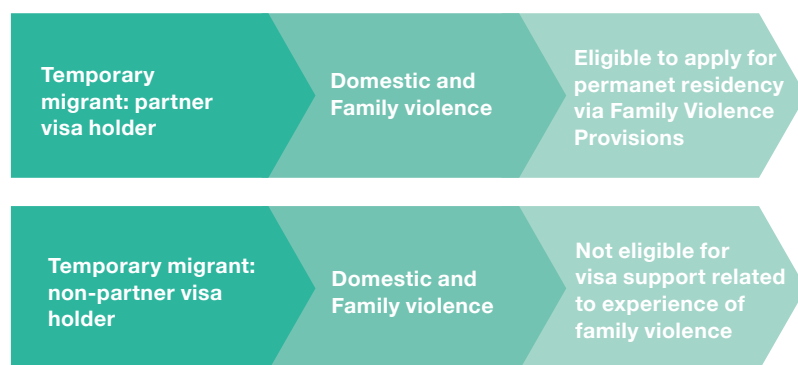 Temporary
migrant: partner
visa holder
Domestic and
Family violence
Eligible to apply for
permanet residency
via Family Violence
Provisions
Temporary migrant:
non-partner visa
holder
Domestic and
Family violence
Not eligible for
visa support related
to experience of
family violence